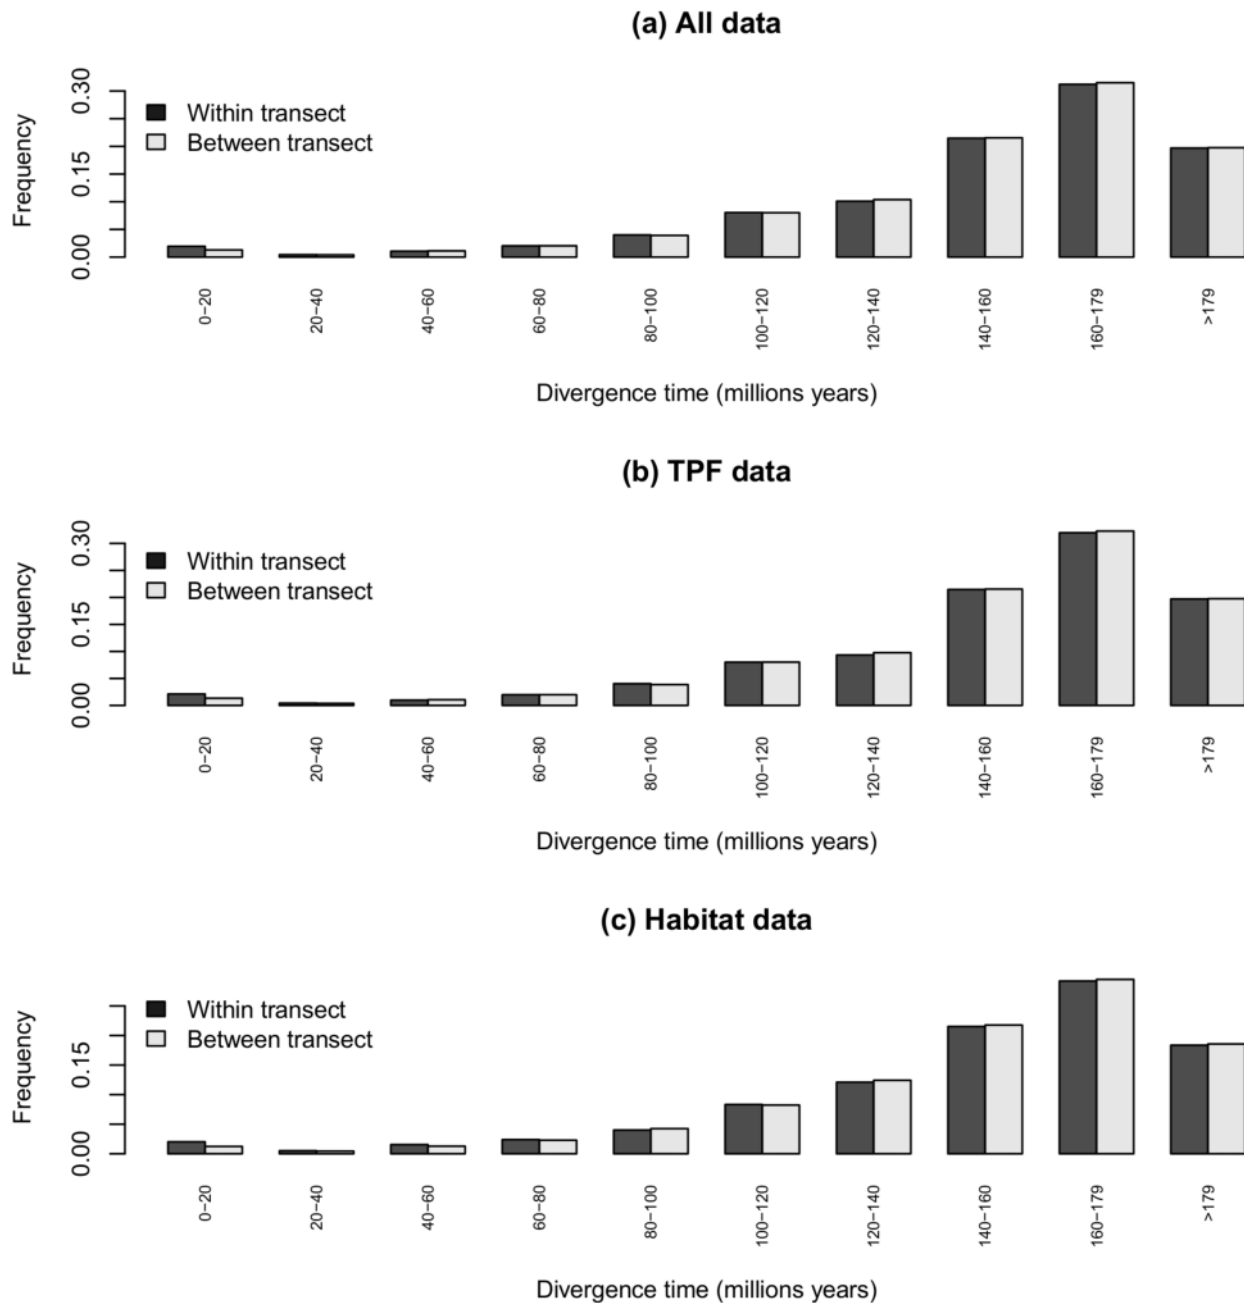 (a) All data
Frequency
0.00 0.15 0.30
Within transect
Between transect
0−20 20−40 40−60 60−80 80−100 100−120 120−140 140−160 160−179 >179
Divergence time (millions years)
(b) TPF data
Frequency
0.00 0.15 0.30
Within transect
Between transect
0−20 20−40 40−60 60−80 80−100 100−120 120−140 140−160 160−179 >179
Divergence time (millions years)
(c) Habitat data
Frequency
0.00 0.15
Within transect
Between transect
0−20 20−40 40−60 60−80 80−100 100−120 120−140 140−160 160−179 >179
Divergence time (millions years)